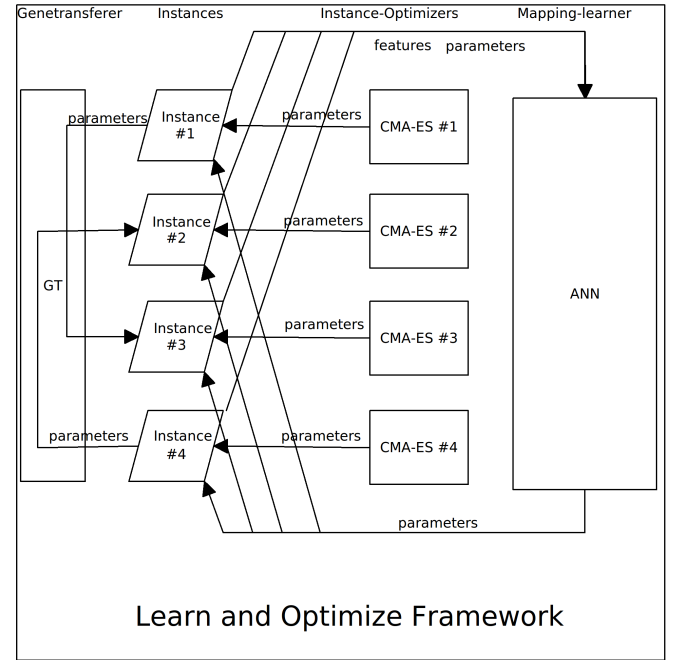 Genetransferer Instances Instance-Optimizers Mapping-learner
features parameters
parameters Instance #1 parameters CMA-ES #1
Instance #2 parameters CMA-ES #2
GT ANN
Instance #3 parameters CMA-ES #3
parameters Instance #4 parameters CMA-ES #4
parameters
Learn and Optimize Framework